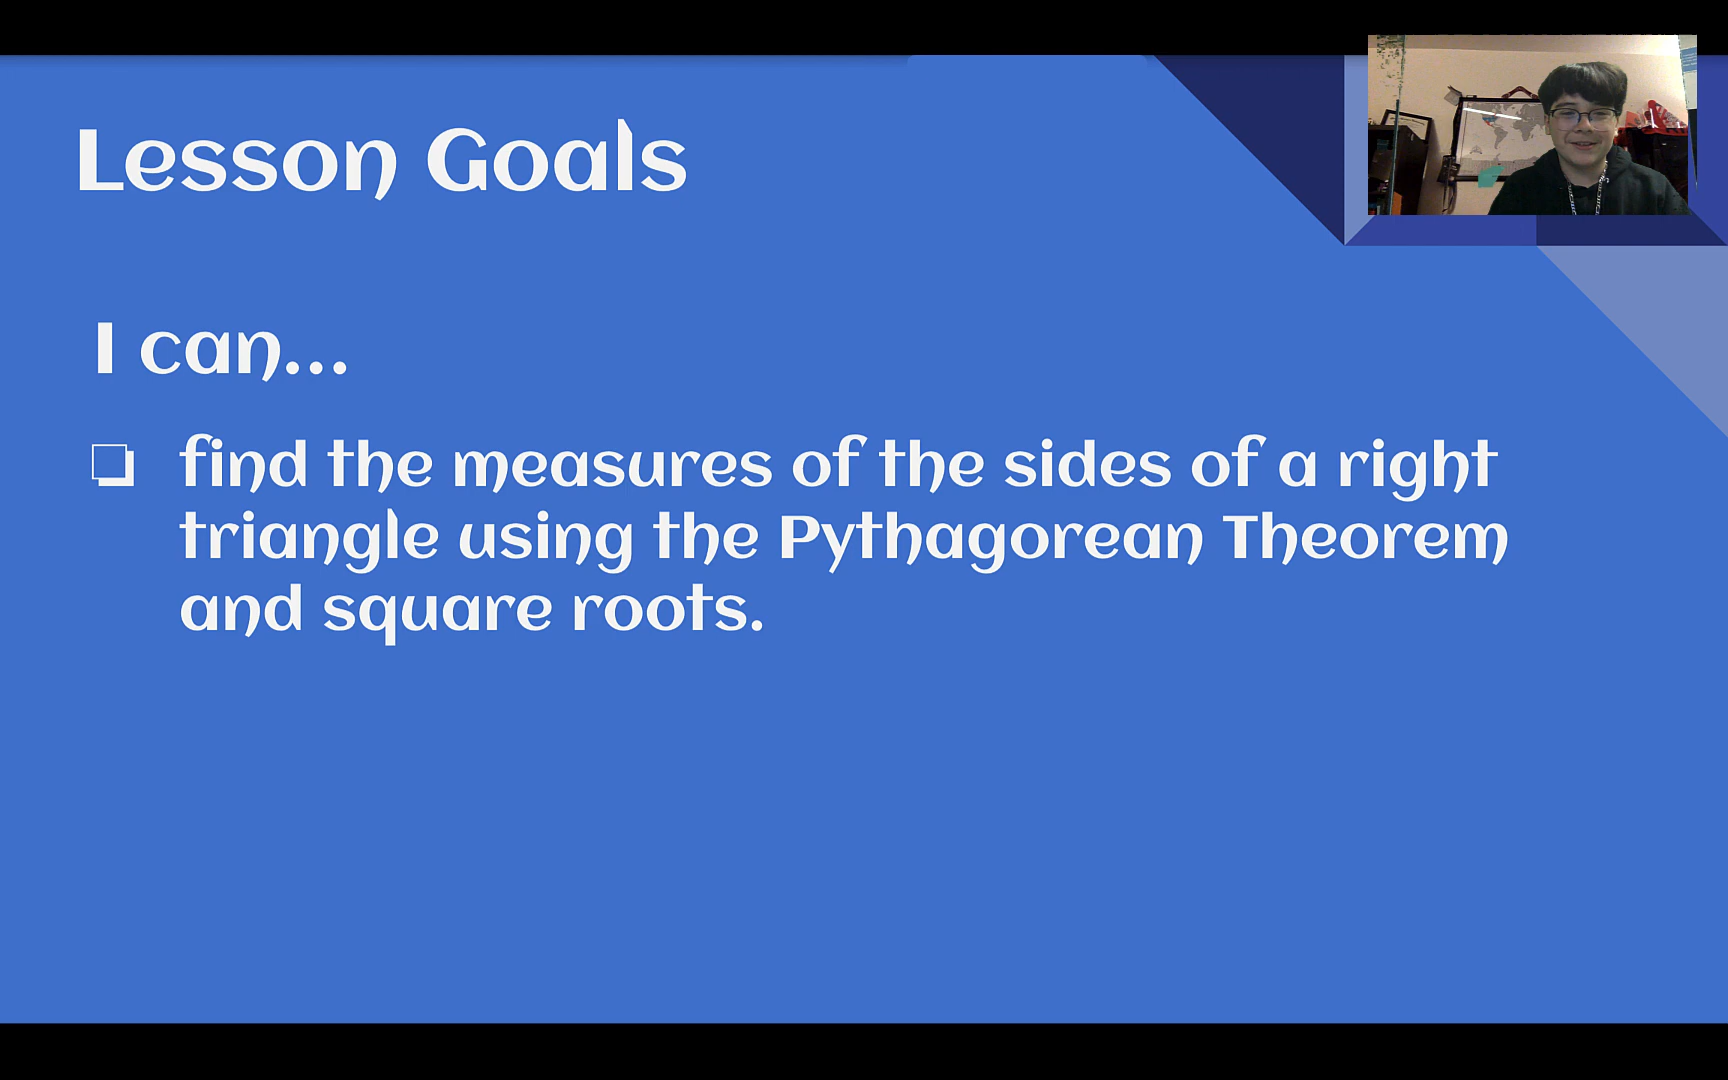 Lesson Goals
I can...
find the measures of the sides of a right
triangle using the Pythagorean Theorem
and square roots.